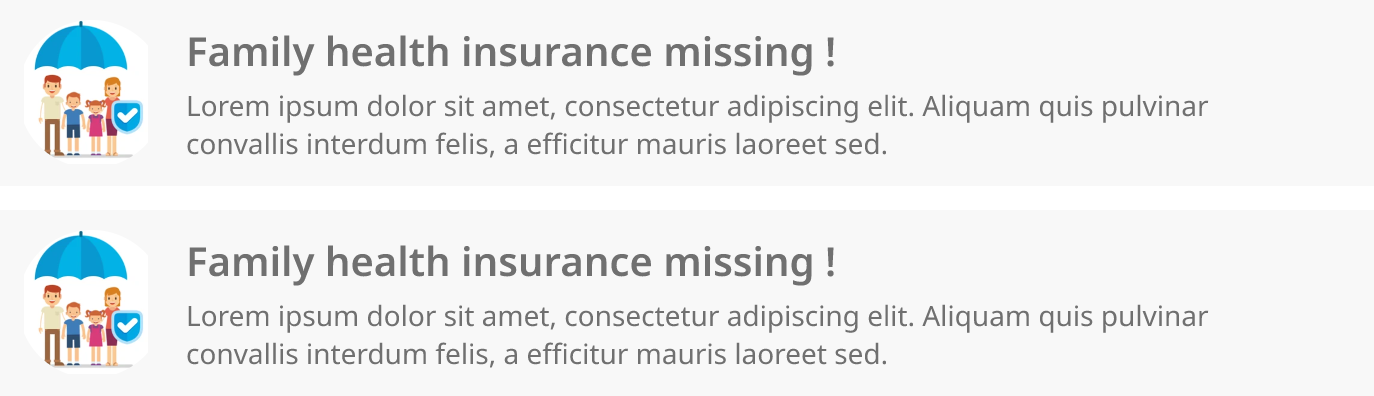 Family health insurance missing !
Lorem ipsum dolor sit amet, consectetur adipiscing elit. Aliquam quis pulvinar
convallis interdum felis, a efficitur mauris laoreet sed.
Family health insurance missing !
Lorem ipsum dolor sit amet, consectetur adipiscing elit. Aliquam quis pulvinar
convallis interdum felis, a efficitur mauris laoreet sed.